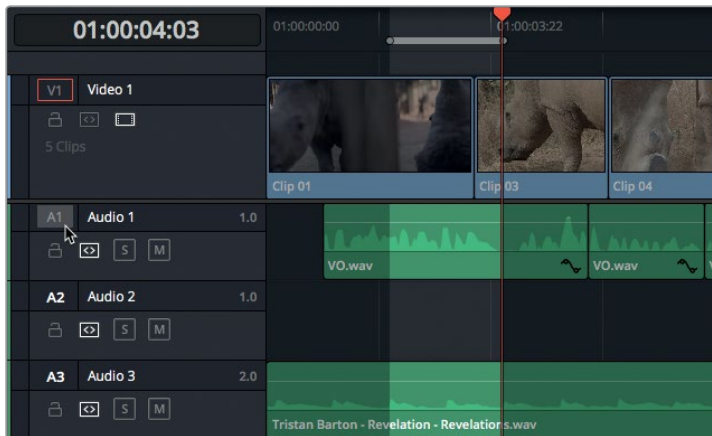 01:00:04:03
01:00:00:00
01:00:03:22
V1 Video 1
5 Clips
Clip 01
Clip 03
Clip 04
A1 Audio 1 1.0
S M
VO.wav
VO.wav
A2 Audio 2 1.0
S M
A3 Audio 3 2.0
S M
Tristan Barton - Revelation - Revelations.wav